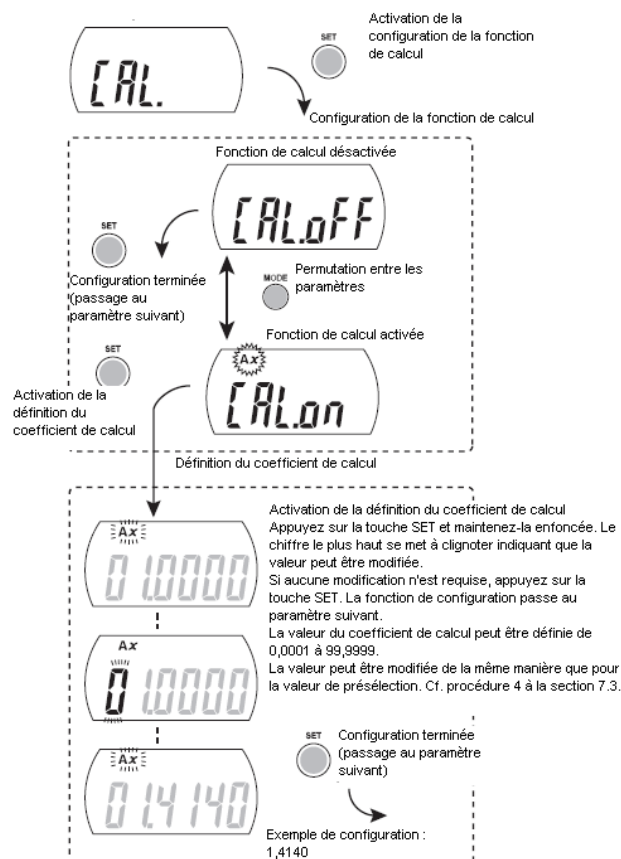 Activation de la
configuration de la fonction
de calcul
SET
CAL.
Configuration de la fonction de calcul
Fonction de calcul désactivée
CAL.oFF
SET
Configuration terminée
(passage au
paramètre suivant)
MODE
Permutation entre les
paramètres
Fonction de calcul activée
SET
Ax
CAL.on
Activation de la
définition du
coefficient de calcul
Définition du coefficient de calcul
Ax
01.0000
Activation de la définition du coefficient de calcul
Appuyez sur la touche SET et maintenez-la enfoncée. Le
chiffre le plus haut se met à clignoter indiquant que la
valeur peut être modifiée.
Si aucune modification n'est requise, appuyez sur la
touche SET. La fonction de configuration passe au
paramètre suivant.
La valeur du coefficient de calcul peut être définie de
0,0001 à 99,9999.
La valeur peut être modifiée de la même manière que pour
la valeur de présélection. Cf. procédure 4 à la section 7.3.
Ax
01.0000
Ax
01.4140
SET
Configuration terminée
(passage au paramètre
suivant)
Exemple de configuration :
1,4140